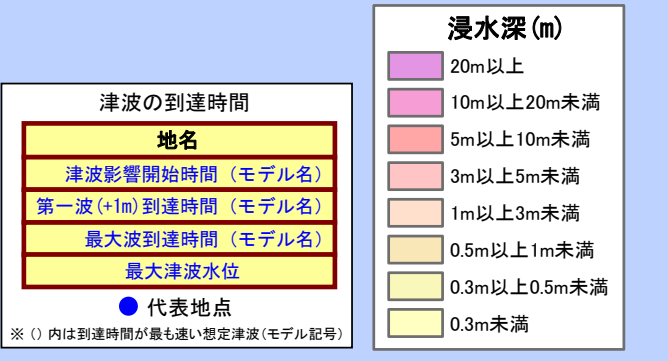 津波の到達時間
地名
津波影響開始時間（モデル名）
第一波(+1m)到達時間（モデル名）
最大波到達時間（モデル名）
最大津波水位
代表地点
※（）内は到達時間が最も速い想定津波(モデル記号)
浸水深(m)
20m以上
10m以上20m未満
5m以上10m未満
3m以上5m未満
1m以上3m未満
0.5m以上1m未満
0.3m以上0.5m未満
0.3m未満